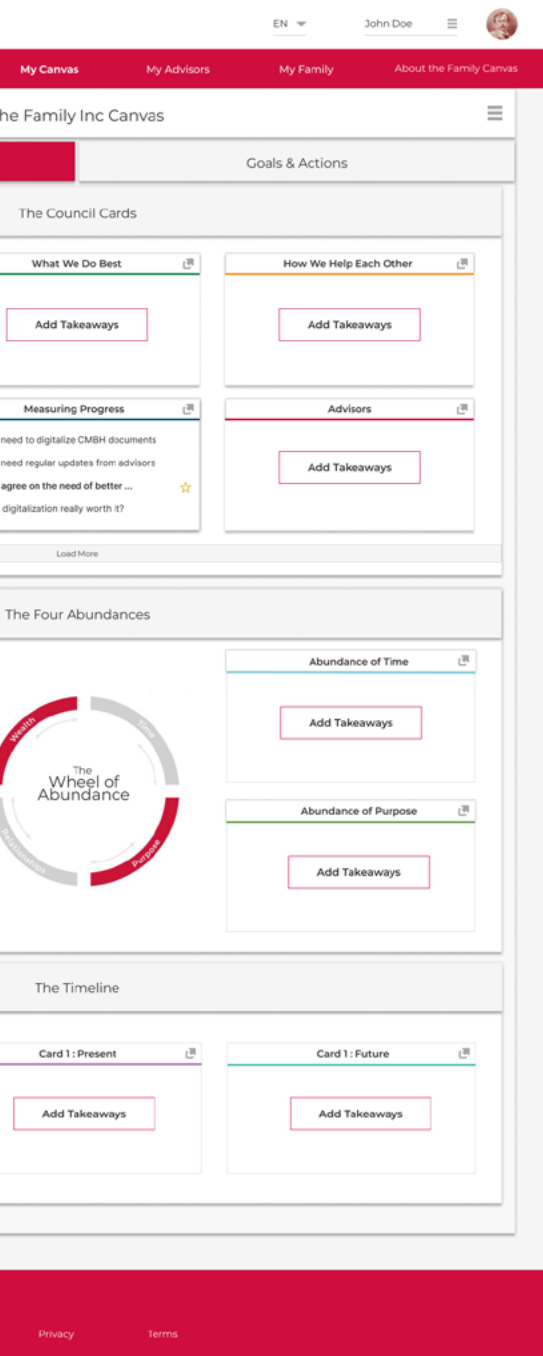 EN
John Doe
My Canvas
My Advisors
My Family
About the Family Canvas
he Family Inc Canvas
Goals & Actions
The Council Cards
What We Do Best
How We Help Each Other
Add Takeaways
Add Takeaways
Measuring Progress
Advisors
need to digitalize CMBH documents
need regular updates from advisors
agree on the need of better ...
digitalization really worth it?
Add Takeaways
Load More
The Four Abundances
Abundance of Time
Add Takeaways
Wealth
Time
The
Wheel of
Abundance
Relationships
Purpose
Abundance of Purpose
Add Takeaways
The Timeline
Card 1 : Present
Card 1 : Future
Add Takeaways
Add Takeaways
Privacy
Terms